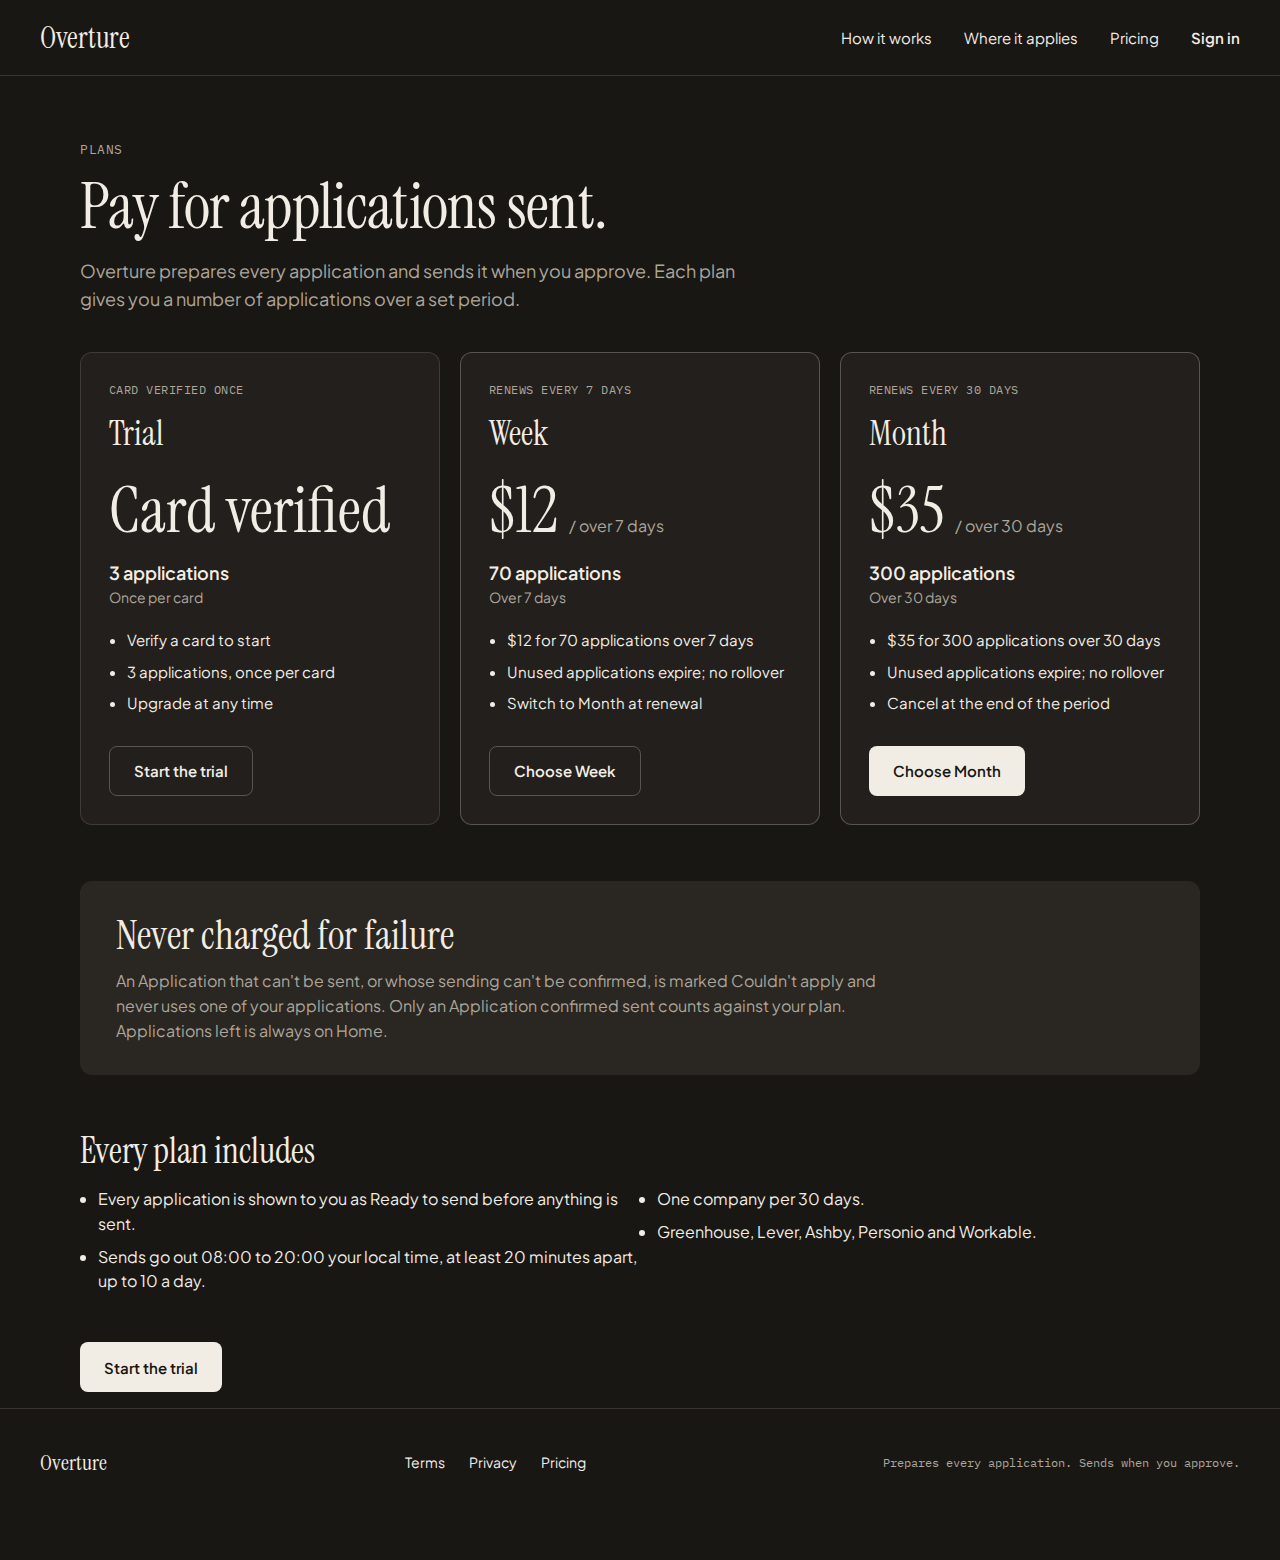 Overture
How it works
Where it applies
Pricing
Sign in
PLANS
Pay for applications sent.
Overture prepares every application and sends it when you approve. Each plan
gives you a number of applications over a set period.
CARD VERIFIED ONCE
Trial
Card verified
3 applications
Once per card
Verify a card to start
3 applications, once per card
Upgrade at any time
Start the trial
RENEWS EVERY 7 DAYS
Week
$12 / over 7 days
70 applications
Over 7 days
$12 for 70 applications over 7 days
Unused applications expire; no rollover
Switch to Month at renewal
Choose Week
RENEWS EVERY 30 DAYS
Month
$35 / over 30 days
300 applications
Over 30 days
$35 for 300 applications over 30 days
Unused applications expire; no rollover
Cancel at the end of the period
Choose Month
Never charged for failure
An Application that can't be sent, or whose sending can't be confirmed, is marked Couldn't apply and
never uses one of your applications. Only an Application confirmed sent counts against your plan.
Applications left is always on Home.
Every plan includes
Every application is shown to you as Ready to send before anything is
sent.
Sends go out 08:00 to 20:00 your local time, at least 20 minutes apart,
up to 10 a day.
One company per 30 days.
Greenhouse, Lever, Ashby, Personio and Workable.
Start the trial
Overture
Terms
Privacy
Pricing
Prepares every application. Sends when you approve.